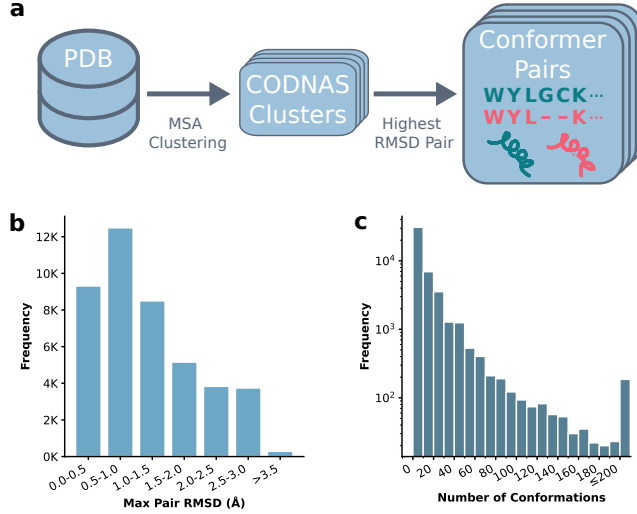 a
PDB
MSA
Clustering
CODNAS
Clusters
Highest
RMSD Pair
Conformer
Pairs
WYLGCK...
WYL--K...
b
12K
10K
8K
6K
4K
2K
0K
Frequency
0.0-0.5
0.5-1.0
1.0-1.5
1.5-2.0
2.0-2.5
2.5-3.0
>3.5
Max Pair RMSD (Å)
c
10⁴
10³
10²
Frequency
0
20
40
60
80
100
120
140
160
180
≤200
Number of Conformations